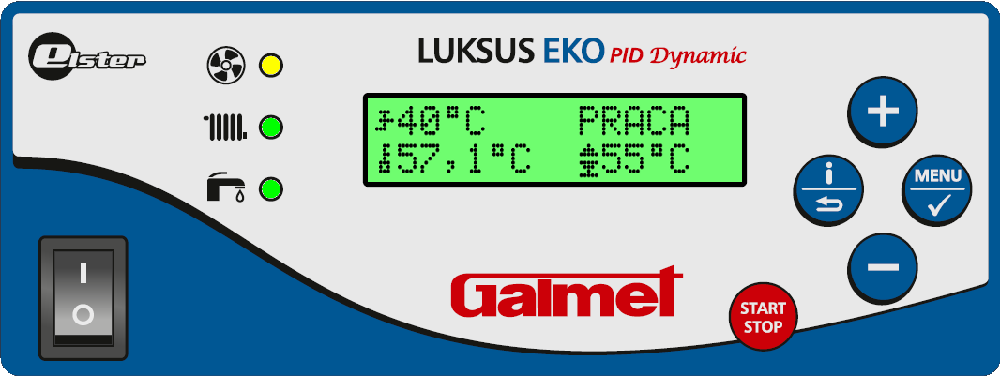 elster
LUKSUS EKO PID Dynamic
40°C PRACA
57,1°C 55°C
i
MENU
Galmet
START
STOP
I
O